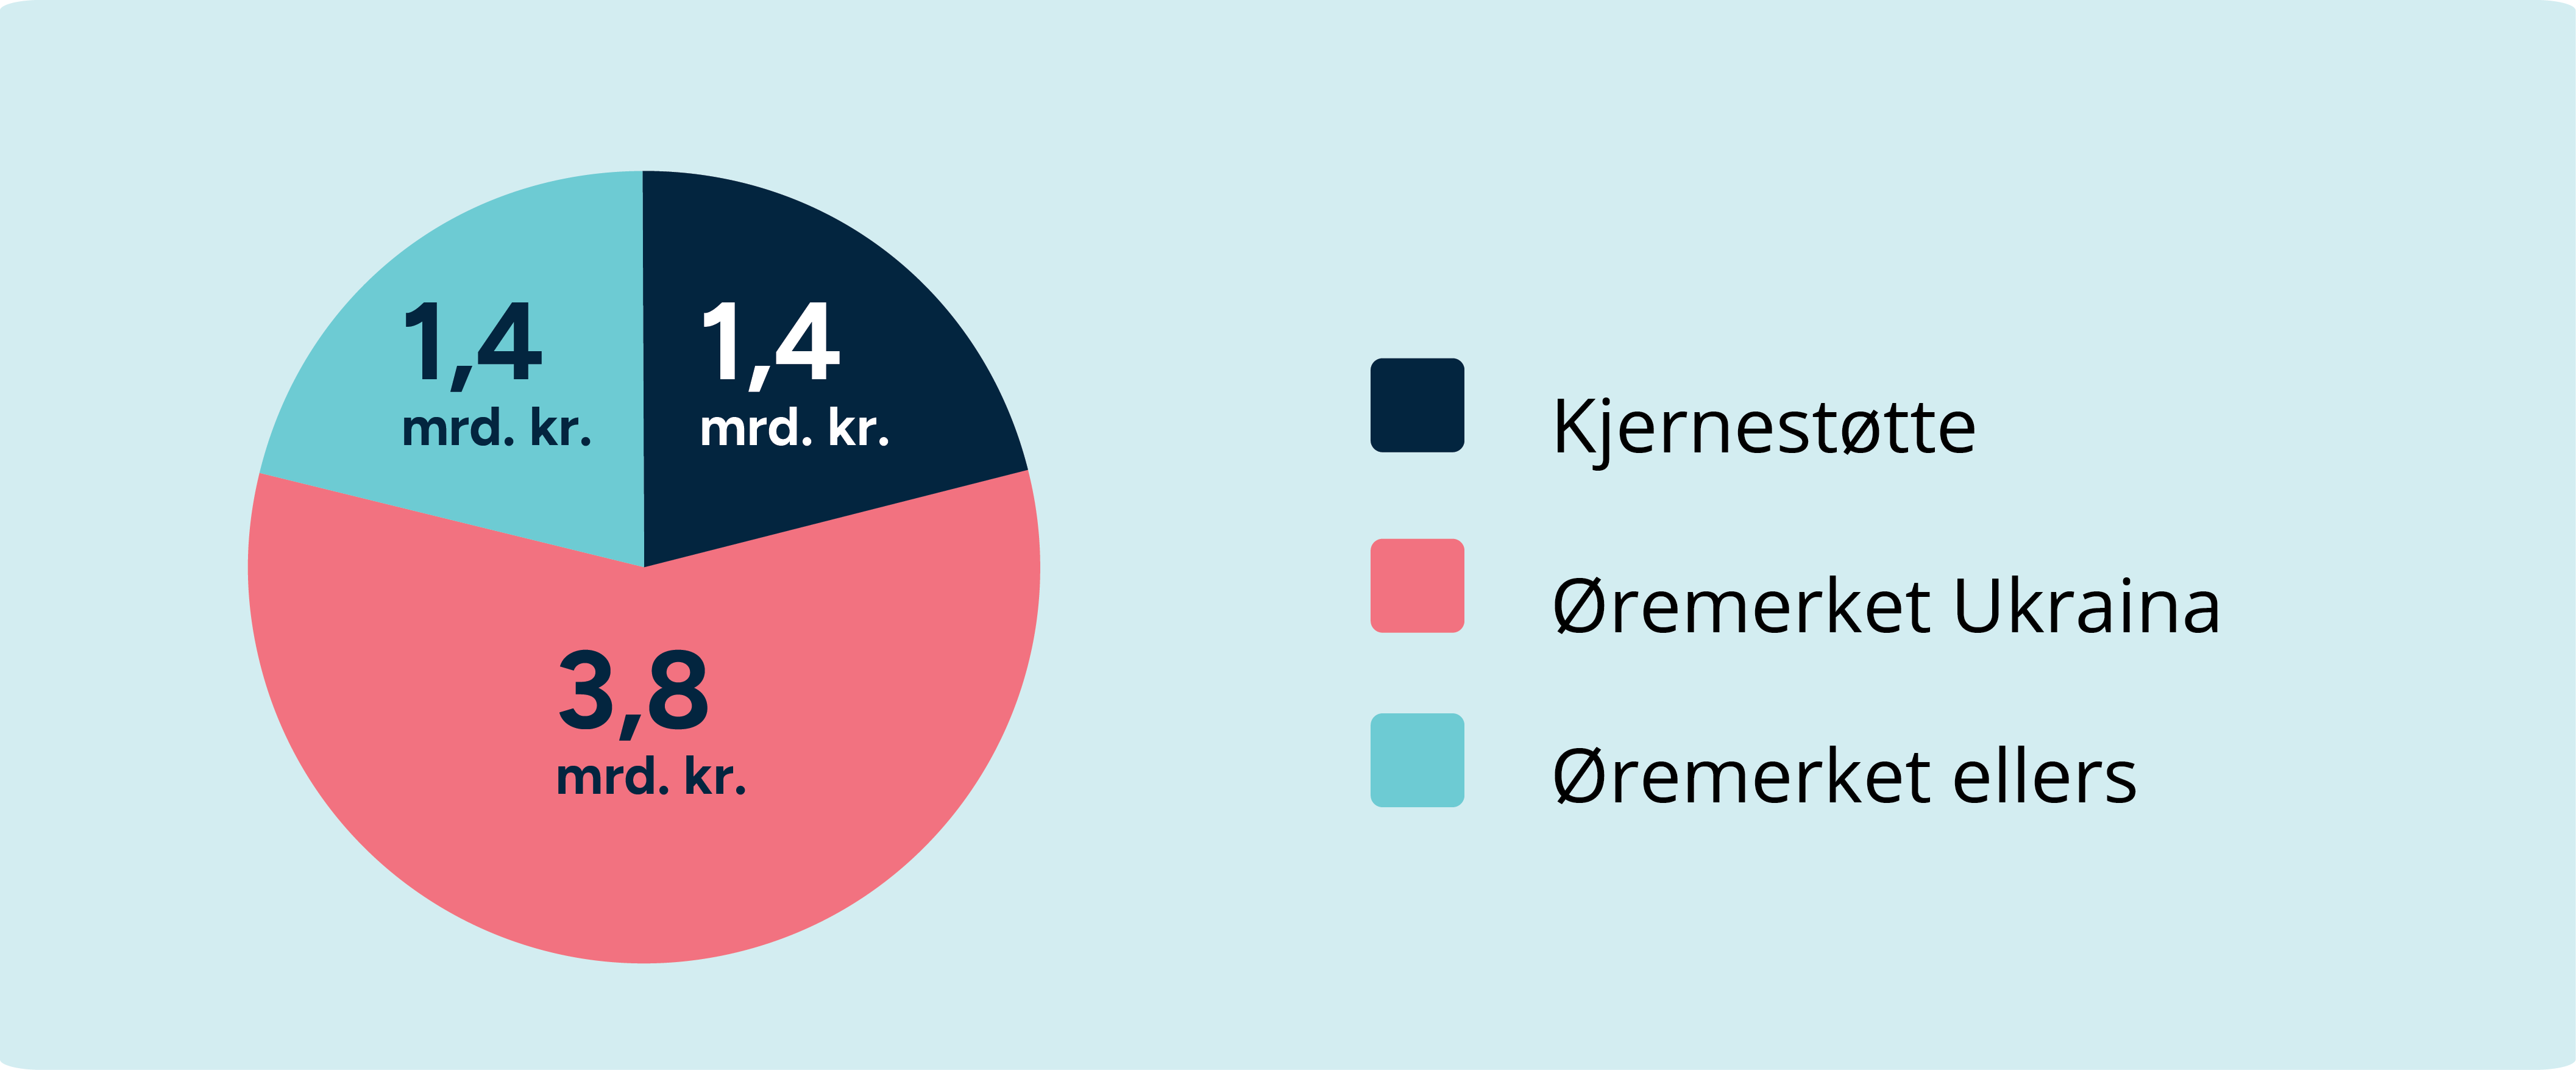 1,4
mrd. kr.
1,4
mrd. kr.
3,8
mrd. kr.
Kjernestøtte
Øremerket Ukraina
Øremerket ellers